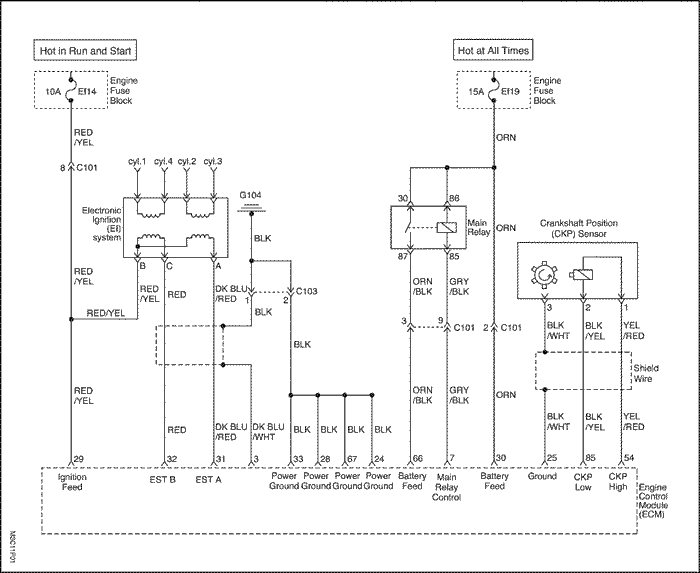 Hot in Run and Start
Hot at All Times
10A Ef14
Engine
Fuse
Block
15A Ef19
Engine
Fuse
Block
RED
/YEL
ORN
8 C101
cyl.1 cyl.4 cyl.2 cyl.3
G104
30 86
Electronic
Ignition
(EI)
system
Main
Relay
Crankshaft Position
(CKP) Sensor
BLK
ORN
87 85
B C A
RED
/YEL
RED
/YEL
RED
DK BLU
/RED
1 2 C103
ORN
/BLK
GRY
/BLK
3 2 1
RED/YEL
BLK
BLK
3 9 C101 2 C101
BLK
/WHT
BLK
/YEL
YEL
/RED
Shield
Wire
RED
/YEL
ORN
/BLK
GRY
/BLK
ORN
RED
DK BLU
/RED
DK BLU
/WHT
BLK BLK BLK BLK
BLK
/WHT
BLK
/YEL
YEL
/RED
29 32 31 3 33 28 67 24 66 7 30 25 85 54
Ignition
Feed
EST B
EST A
Power
Ground
Power
Ground
Power
Ground
Power
Ground
Battery
Feed
Main
Relay
Control
Battery
Feed
Ground
CKP
Low
CKP
High
Engine
Control
Module
(ECM)